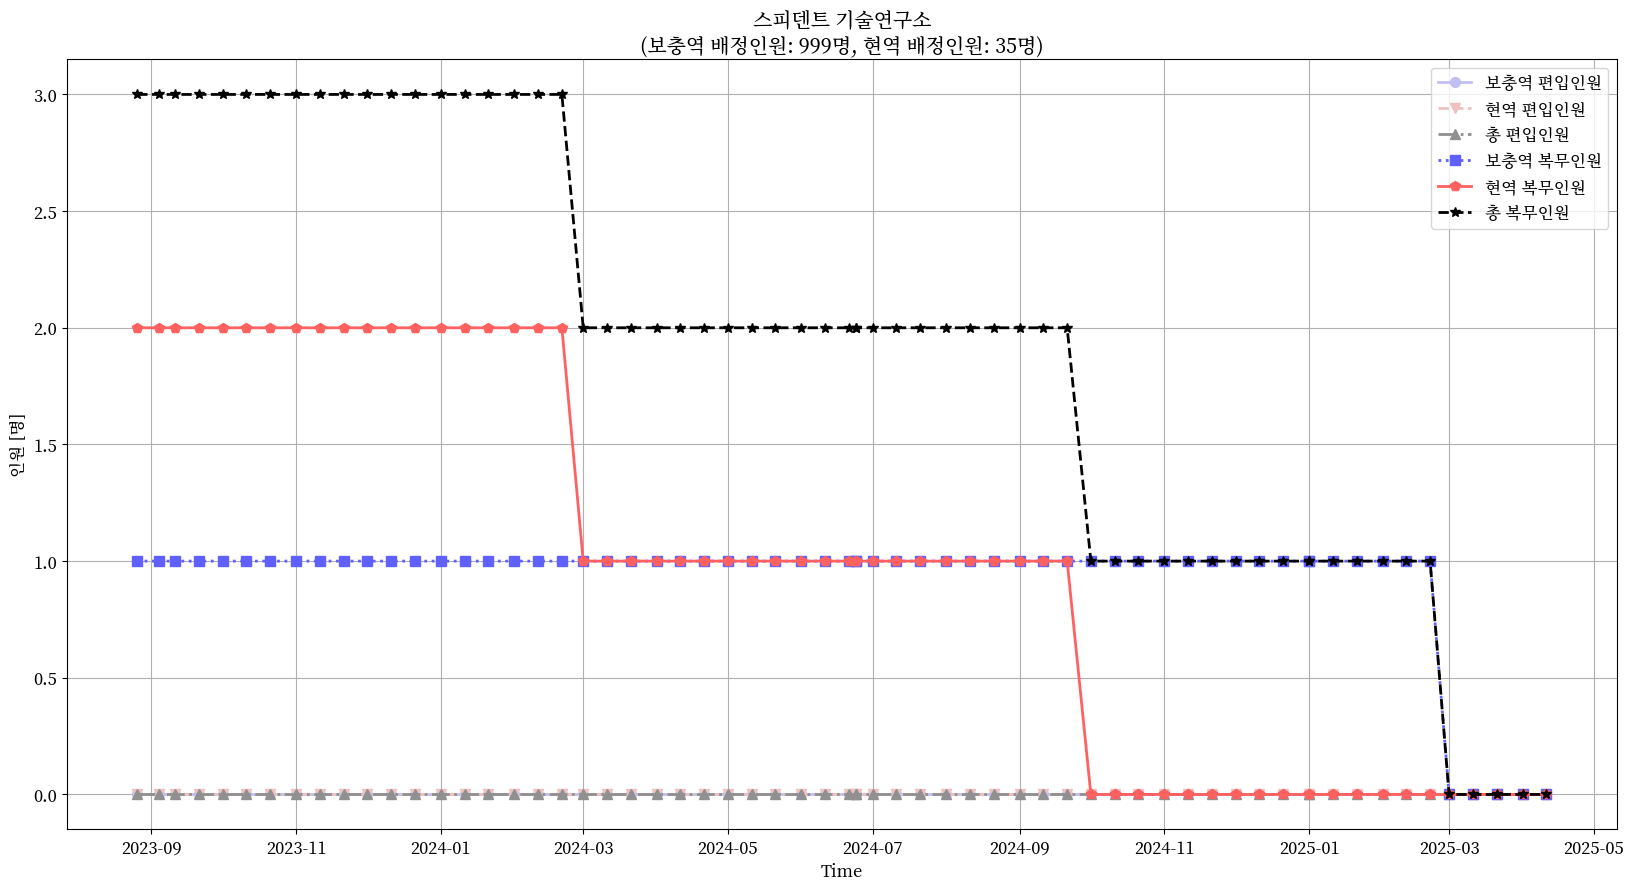 스피덴트 기술연구소
(보충역 배정인원: 999명, 현역 배정인원: 35명)
보충역 편입인원
현역 편입인원
총 편입인원
보충역 복무인원
현역 복무인원
총 복무인원
인원 [명]
3.0
2.5
2.0
1.5
1.0
0.5
0.0
2023-09
2023-11
2024-01
2024-03
2024-05
2024-07
2024-09
2024-11
2025-01
2025-03
2025-05
Time